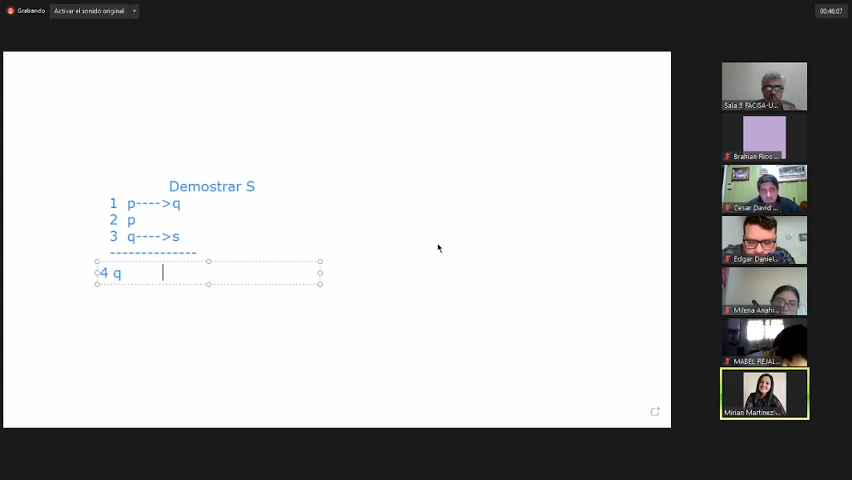 Grabando
Activar el sonido original
00:46:07
Demostrar S
1 p---->q
2 p
3 q---->s
--------------
4 q
Sala 5 FACISA-U...
Brahian Rios ...
Cesar David ...
Edgar Daniel...
Milena Anahi...
MABEL REJAL...
Mirian Martinez ...